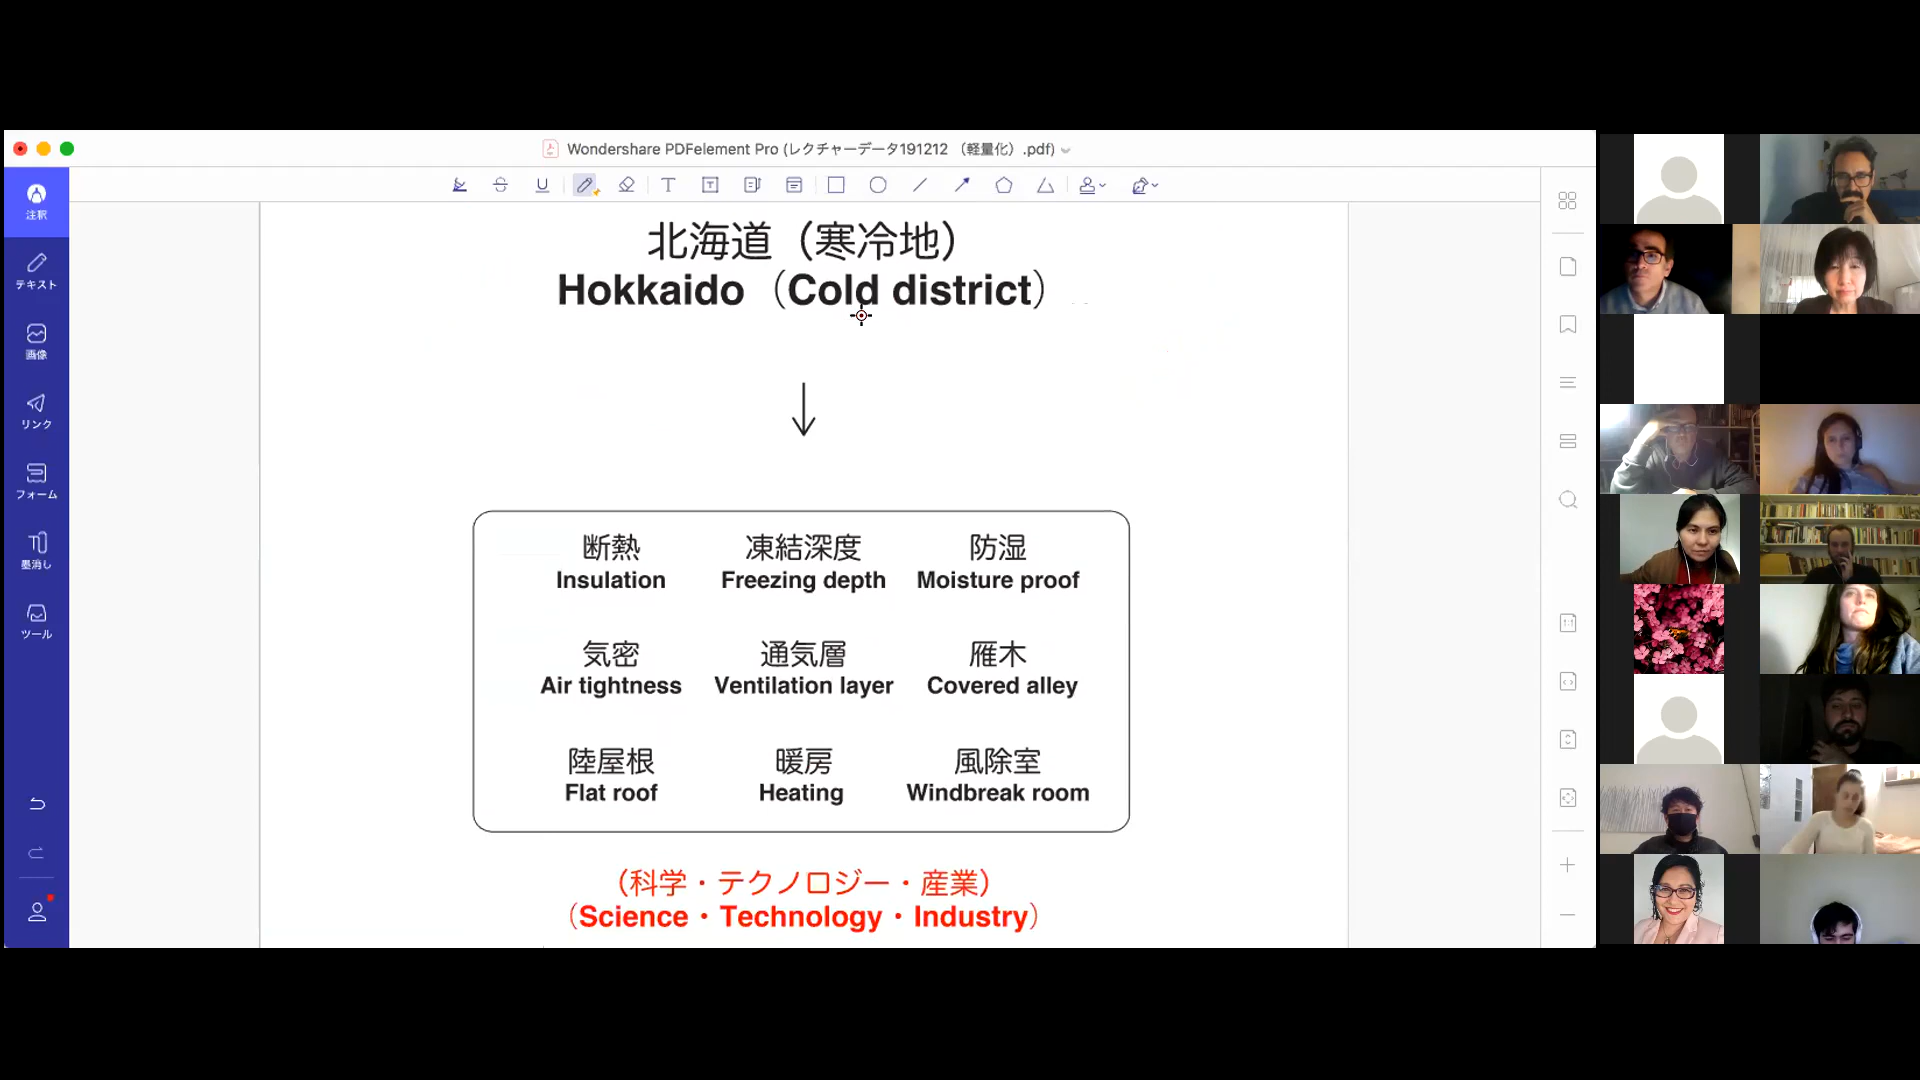 Wondershare PDFelement Pro (レクチャーデータ191212 （軽量化）.pdf)
注釈
テキスト
画像
リンク
フォーム
墨消し
ツール
北海道（寒冷地）
Hokkaido（Cold district）
断熱 凍結深度 防湿
Insulation Freezing depth Moisture proof
気密 通気層 雁木
Air tightness Ventilation layer Covered alley
陸屋根 暖房 風除室
Flat roof Heating Windbreak room
（科学・テクノロジー・産業）
（Science・Technology・Industry）